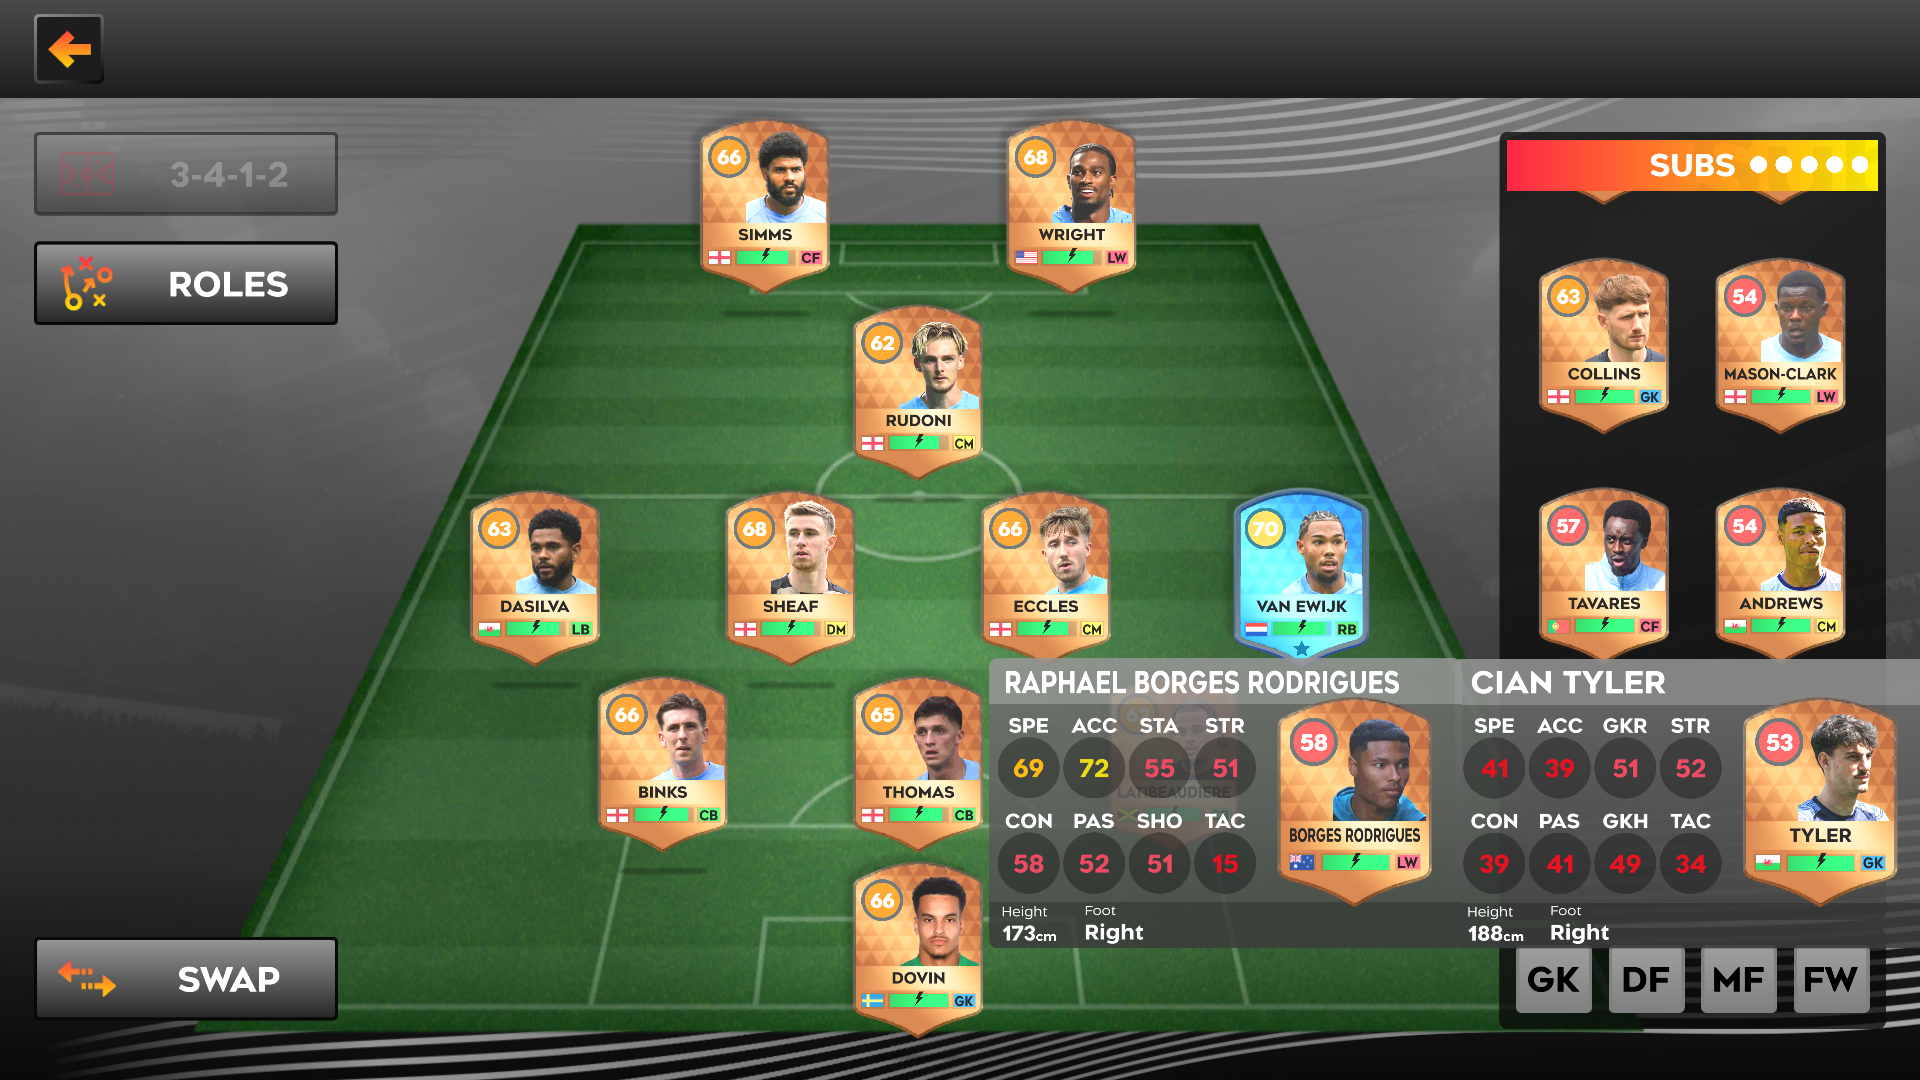 3-4-1-2
ROLES
SWAP
66
SIMMS
CF
68
WRIGHT
LW
62
RUDONI
CM
63
DASILVA
LB
68
SHEAF
DM
66
ECCLES
CM
70
VAN EWIJK
RB
66
BINKS
CB
65
THOMAS
CB
LATIBEAUDIERE
66
DOVIN
GK
SUBS
63
COLLINS
GK
54
MASON-CLARK
LW
57
TAVARES
CF
54
ANDREWS
CM
RAPHAEL BORGES RODRIGUES
SPE ACC STA STR
69 72 55 51
CON PAS SHO TAC
58 52 51 15
Height Foot
173cm Right
58
BORGES RODRIGUES
LW
CIAN TYLER
SPE ACC GKR STR
41 39 51 52
CON PAS GKH TAC
39 41 49 34
Height Foot
188cm Right
53
TYLER
GK
GK DF MF FW